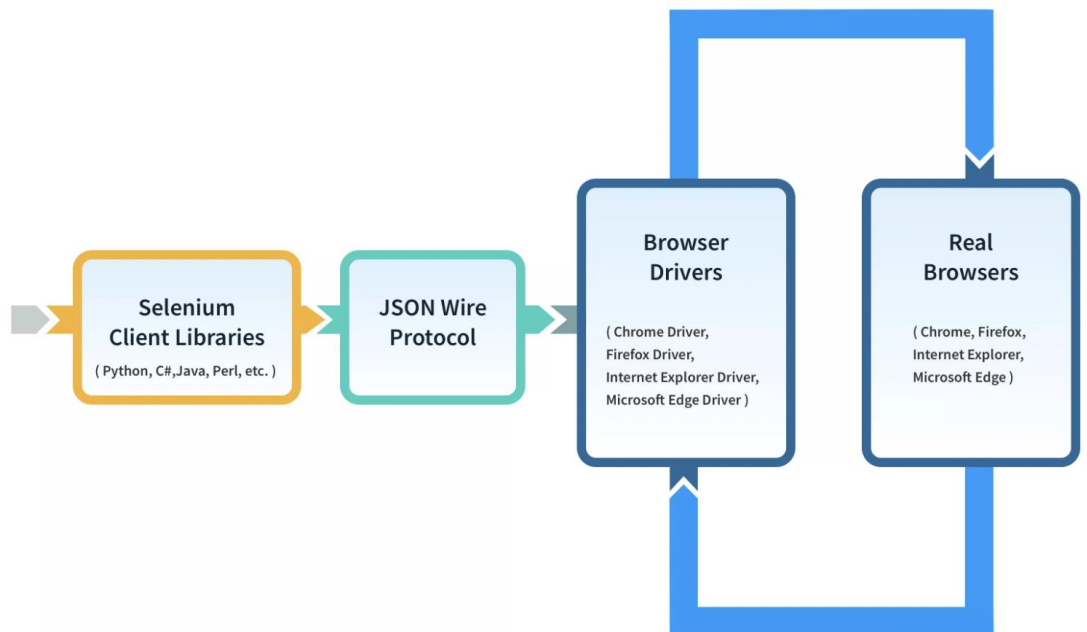 Selenium
Client Libraries
( Python, C#,Java, Perl, etc. )
JSON Wire
Protocol
Browser
Drivers
( Chrome Driver,
Firefox Driver,
Internet Explorer Driver,
Microsoft Edge Driver )
Real
Browsers
( Chrome, Firefox,
Internet Explorer,
Microsoft Edge )